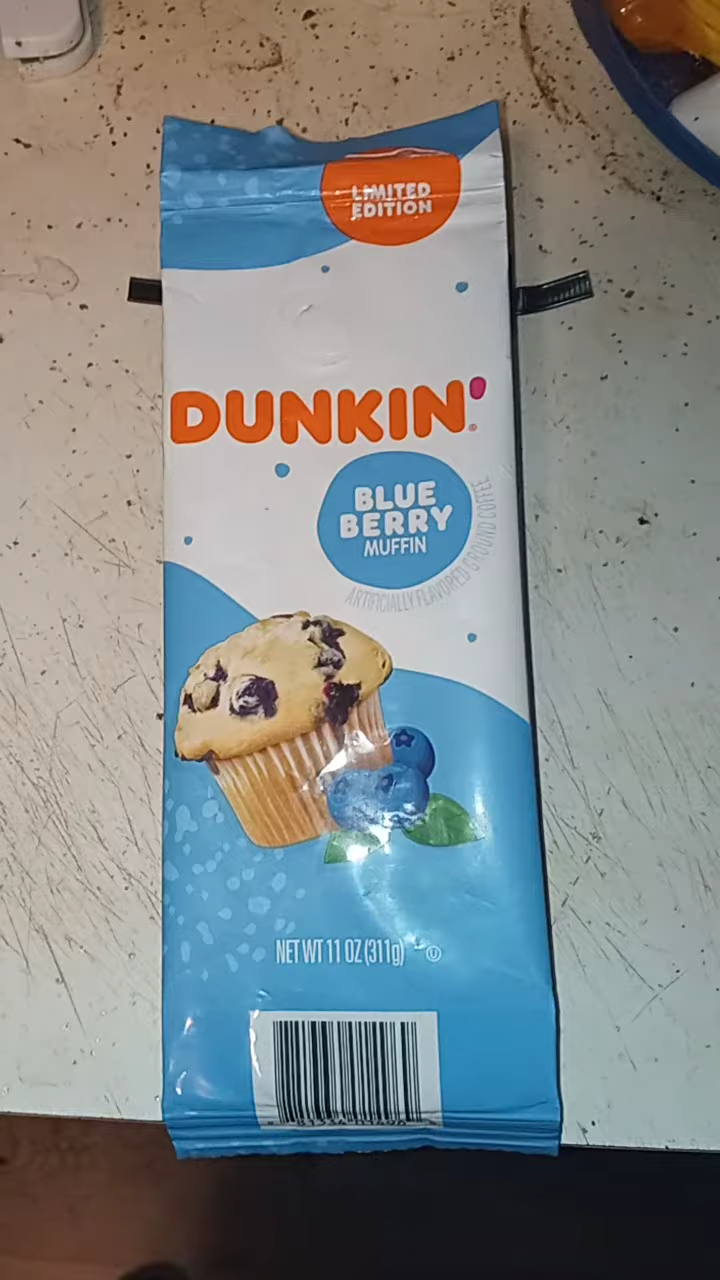 LIMITED
EDITION
DUNKIN'
®
BLUE
BERRY
MUFFIN
ARTIFICIALLY FLAVORED GROUND COFFEE
NET WT 11 OZ (311g) Ⓤ